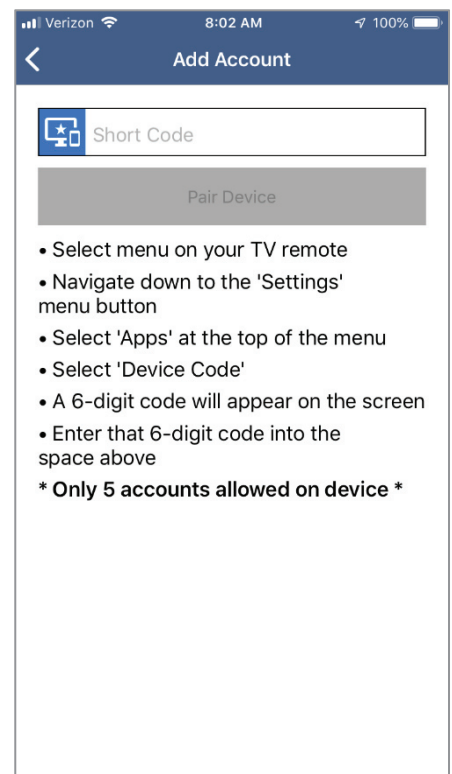 Verizon 8:02 AM 100%
Add Account
Short Code
Pair Device
• Select menu on your TV remote
• Navigate down to the 'Settings'
menu button
• Select 'Apps' at the top of the menu
• Select 'Device Code'
• A 6-digit code will appear on the screen
• Enter that 6-digit code into the
space above
* Only 5 accounts allowed on device *